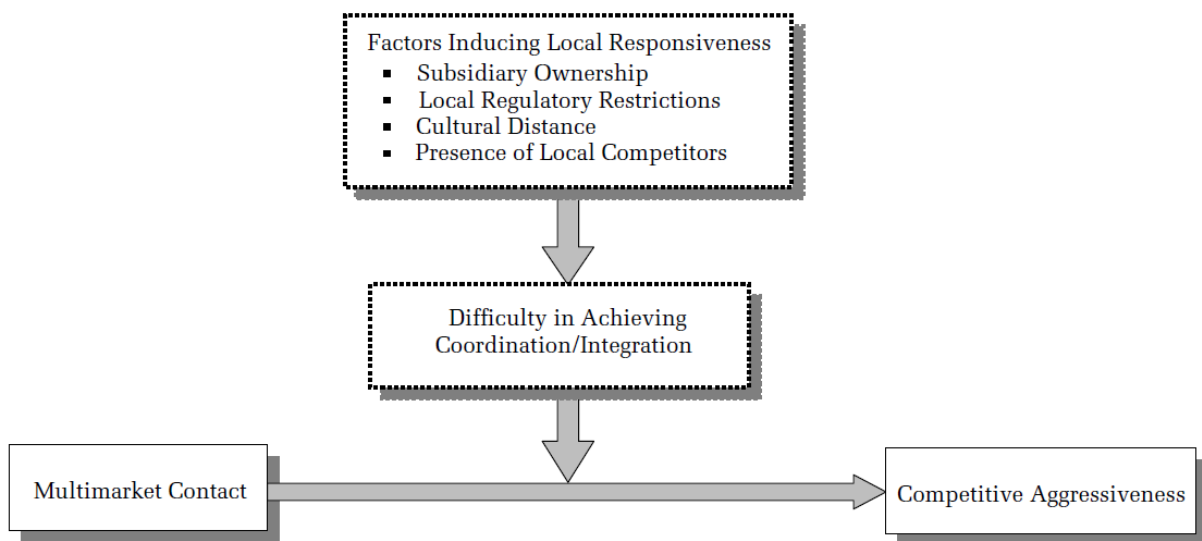 Factors Inducing Local Responsiveness
▪ Subsidiary Ownership
▪ Local Regulatory Restrictions
▪ Cultural Distance
▪ Presence of Local Competitors
Difficulty in Achieving
Coordination/Integration
Multimarket Contact
Competitive Aggressiveness